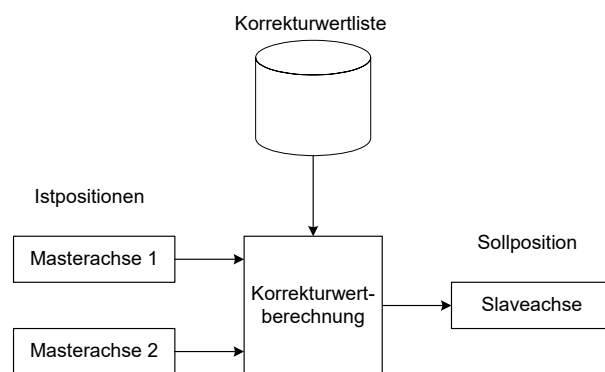 Korrekturwertliste
Istpositionen
Masterachse 1
Sollposition
Korrekturwert-
berechnung
Slaveachse
Masterachse 2